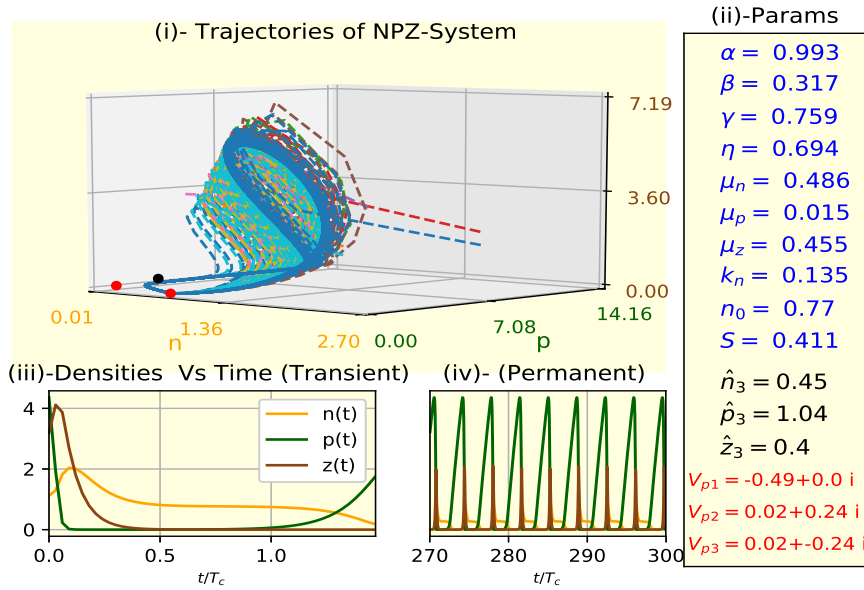 (i)- Trajectories of NPZ-System
7.19
3.60
0.00
0.01
1.36
2.70
n
0.00
7.08
14.16
p
(ii)-Params
α = 0.993
β = 0.317
γ = 0.759
η = 0.694
μn = 0.486
μp = 0.015
μz = 0.455
kn = 0.135
n0 = 0.77
S = 0.411
n̂3 = 0.45
p̂3 = 1.04
ẑ3 = 0.4
Vp1 = -0.49+0.0 i
Vp2 = 0.02+0.24 i
Vp3 = 0.02+-0.24 i
(iii)-Densities Vs Time (Transient)
4
2
0
n(t)
p(t)
z(t)
0.0 0.5 1.0
t/Tc
(iv)- (Permanent)
270 280 290 300
t/Tc